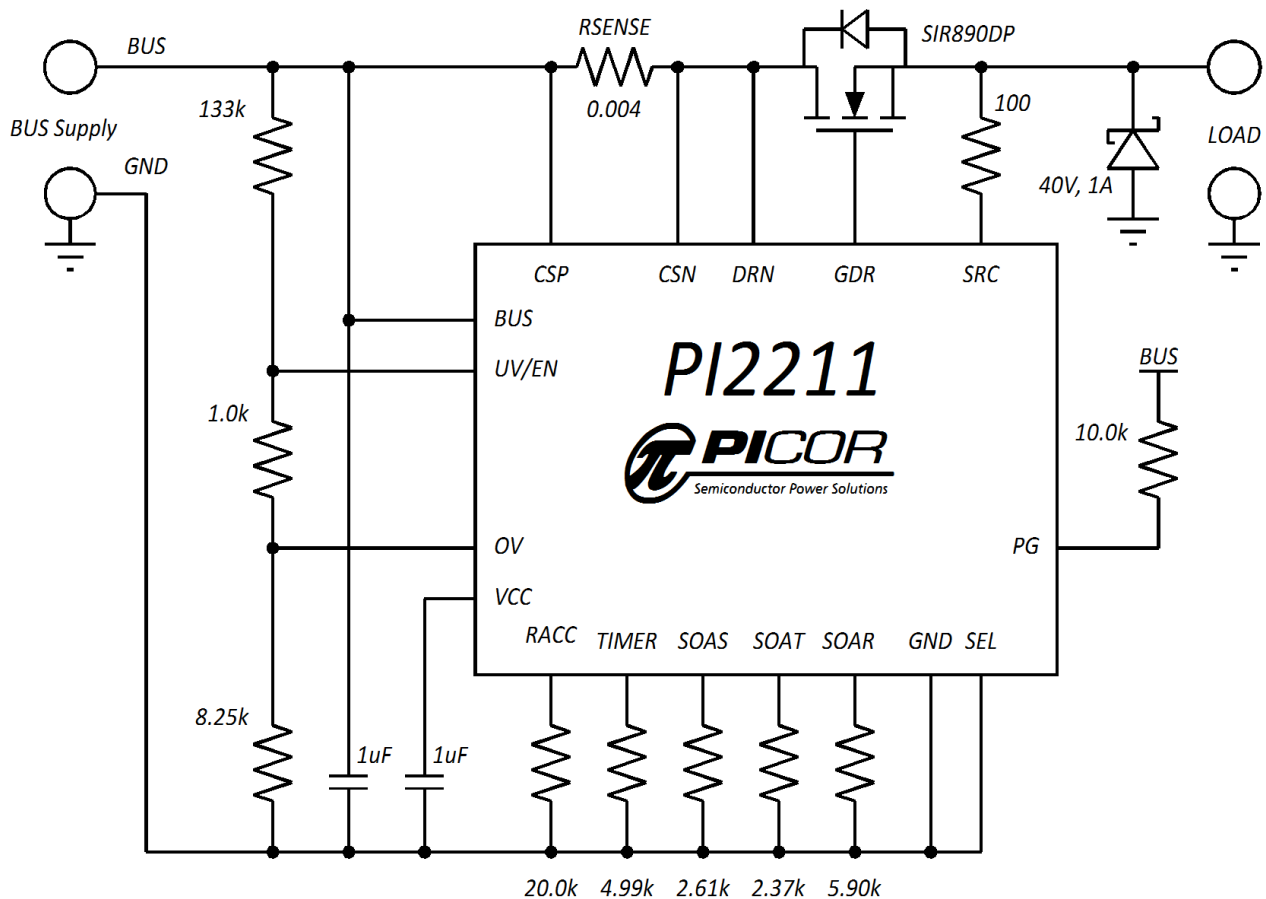 BUS
RSENSE
SIR890DP
133k
0.004
100
BUS Supply
LOAD
GND
40V, 1A
CSP
CSN
DRN
GDR
SRC
BUS
UV/EN
PI2211
BUS
1.0k
PICOR
10.0k
Semiconductor Power Solutions
OV
PG
VCC
RACC
TIMER
SOAS
SOAT
SOAR
GND
SEL
8.25k
1uF
1uF
20.0k
4.99k
2.61k
2.37k
5.90k